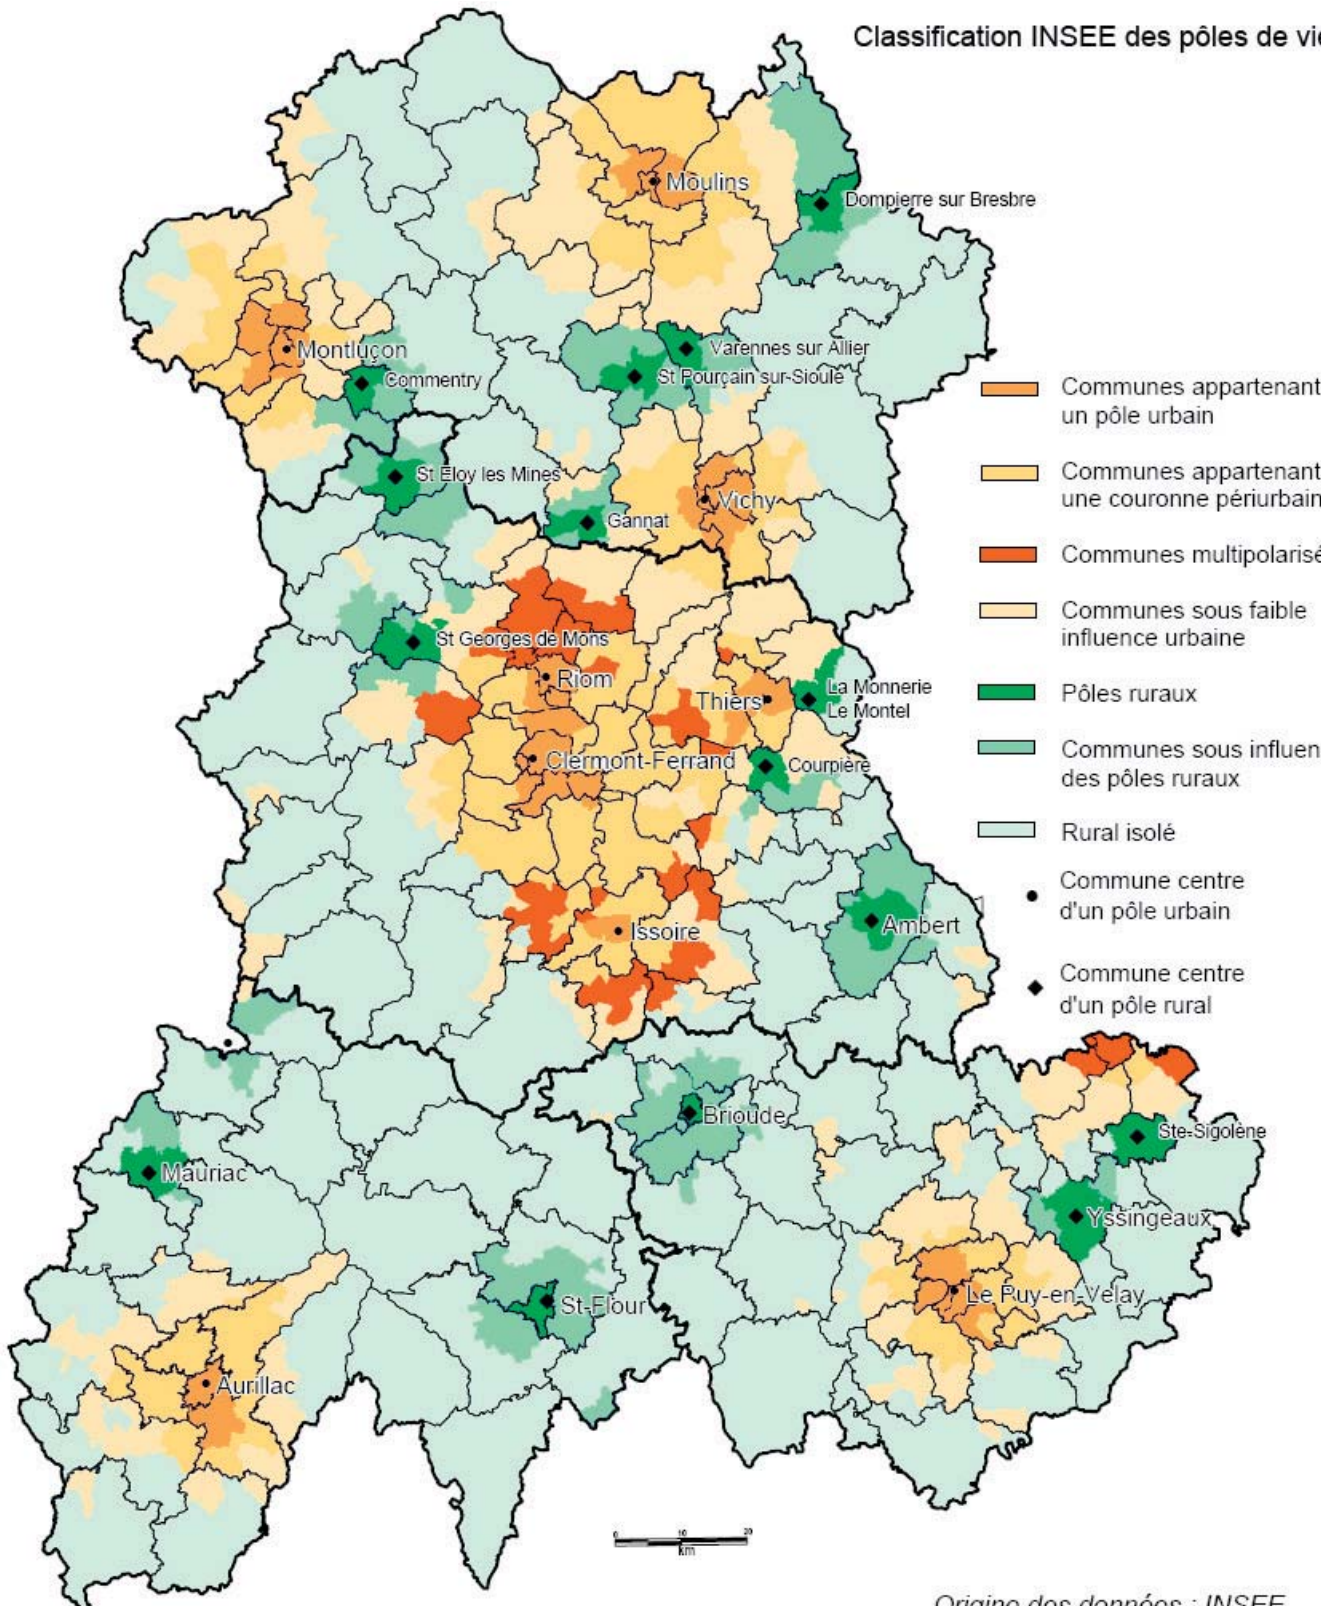 Classification INSEE des pôles de vie
Moulins
Dompierre sur Bresbre
Montluçon
Commentry
Varennes sur Allier
St Pourçain sur-Sioule
St Eloy les Mines
Vichy
Gannat
St Georges de Mons
Riom
Thiers
La Monnerie
Le Montel
Clermont-Ferrand
Courpière
Issoire
Ambert
Brioude
Ste-Sigolène
Mauriac
Yssingeaux
St-Flour
Le Puy-en-Velay
Aurillac
Communes appartenant
un pôle urbain
Communes appartenant
une couronne périurbain
Communes multipolarisé
Communes sous faible
influence urbaine
Pôles ruraux
Communes sous influen
des pôles ruraux
Rural isolé
Commune centre
d'un pôle urbain
Commune centre
d'un pôle rural
0 10 20
km
Origine des données : INSEE